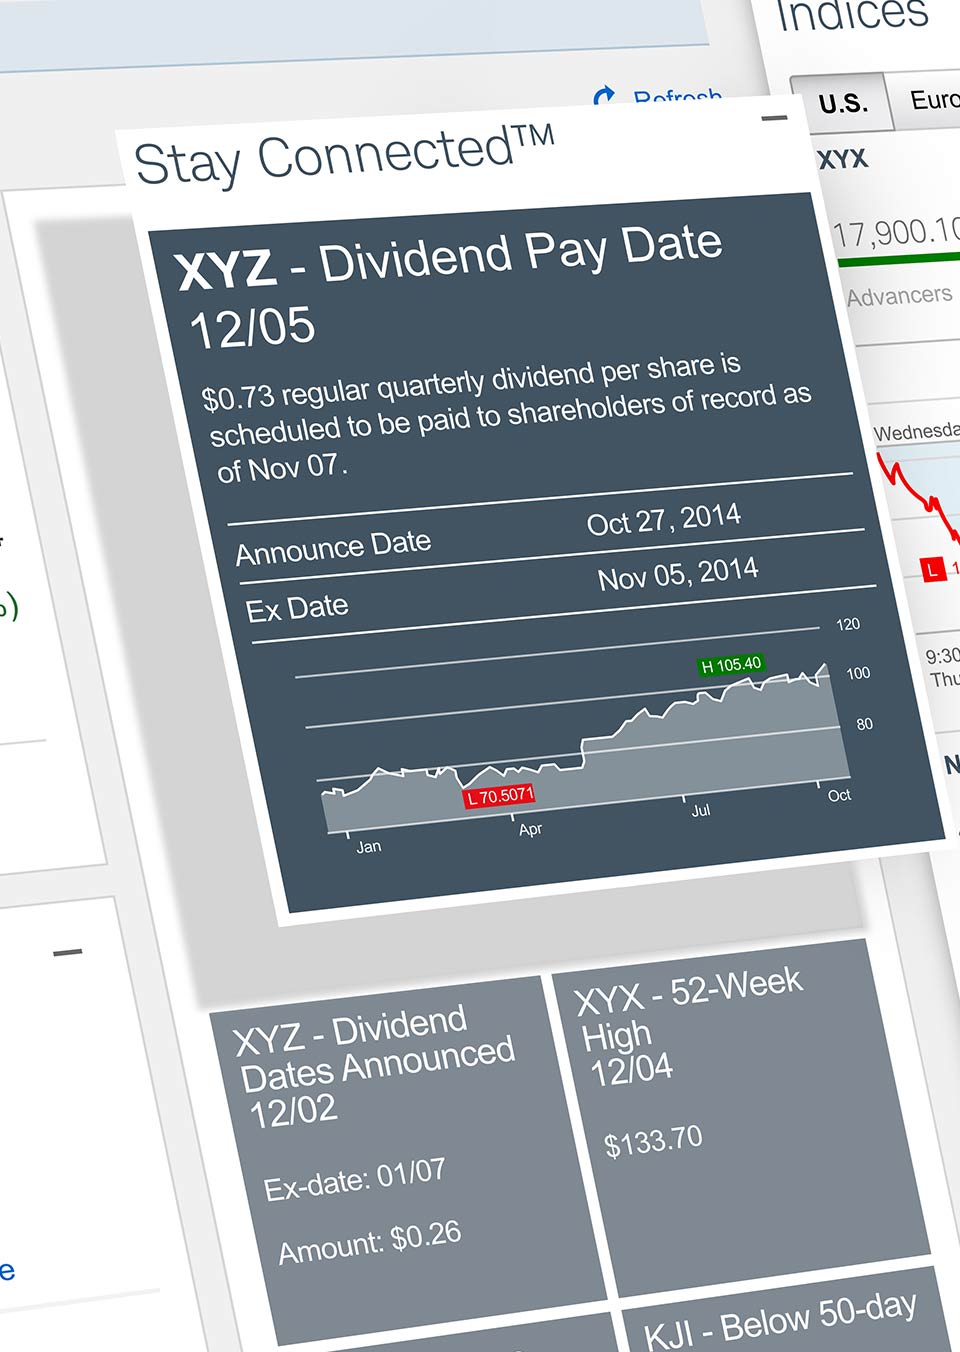 Indices
U.S.
Euro
Refresh
Stay Connected™
XYX
17,900.10
Advancers
XYZ - Dividend Pay Date
12/05
$0.73 regular quarterly dividend per share is
scheduled to be paid to shareholders of record as
of Nov 07.
Wednesda
Announce Date Oct 27, 2014
Ex Date Nov 05, 2014
L 1
9:30
Thu
120
H 105.40
100
80
L 70.5071
Jan Apr Jul Oct
N
XYZ - Dividend
Dates Announced
12/02
Ex-date: 01/07
Amount: $0.26
XYX - 52-Week
High
12/04
$133.70
KJI - Below 50-day
e